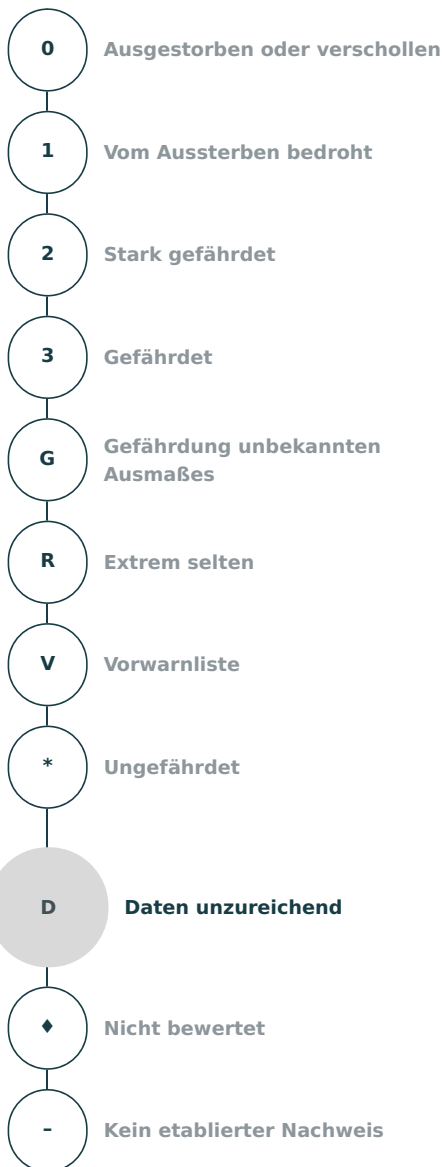 0 Ausgestorben oder verschollen
1 Vom Aussterben bedroht
2 Stark gefährdet
3 Gefährdet
G Gefährdung unbekannten
Ausmaßes
R Extrem selten
V Vorwarnliste
* Ungefährdet
D Daten unzureichend
♦ Nicht bewertet
– Kein etablierter Nachweis